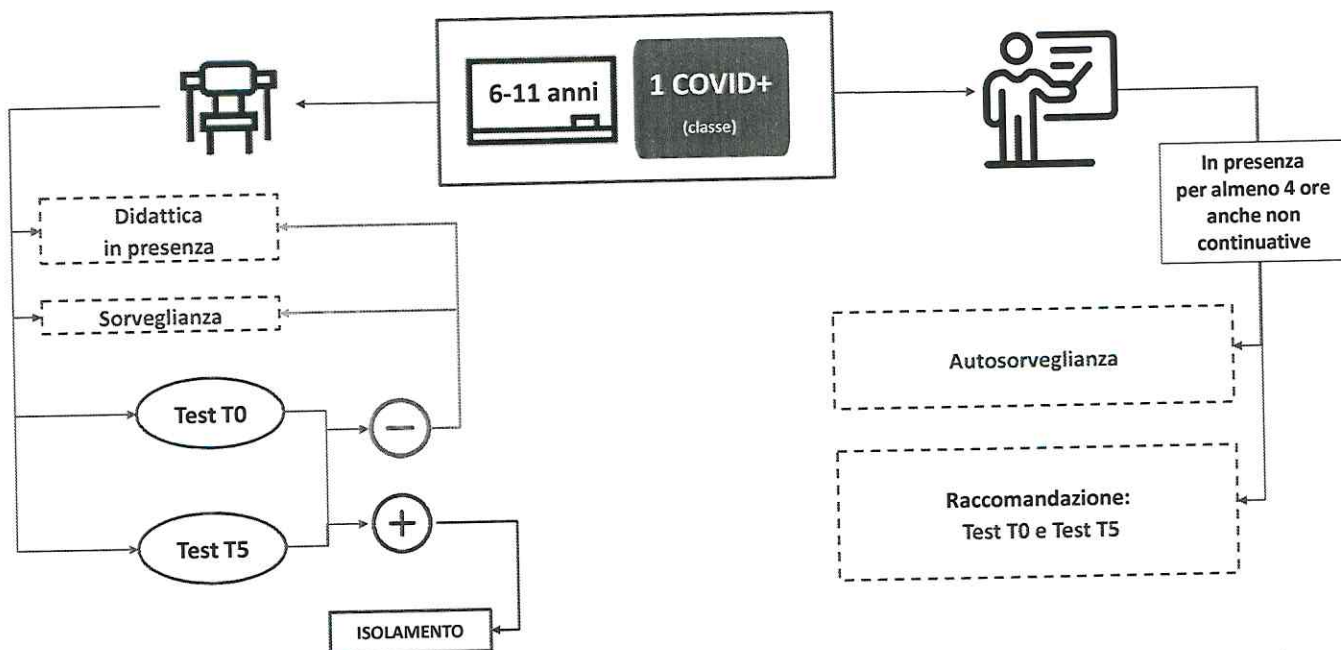 6-11 anni
1 COVID+
(classe)
In presenza
per almeno 4 ore
anche non
continuative
Didattica
in presenza
Sorveglianza
Autosorveglianza
Test T0
Raccomandazione:
Test T0 e Test T5
Test T5
ISOLAMENTO